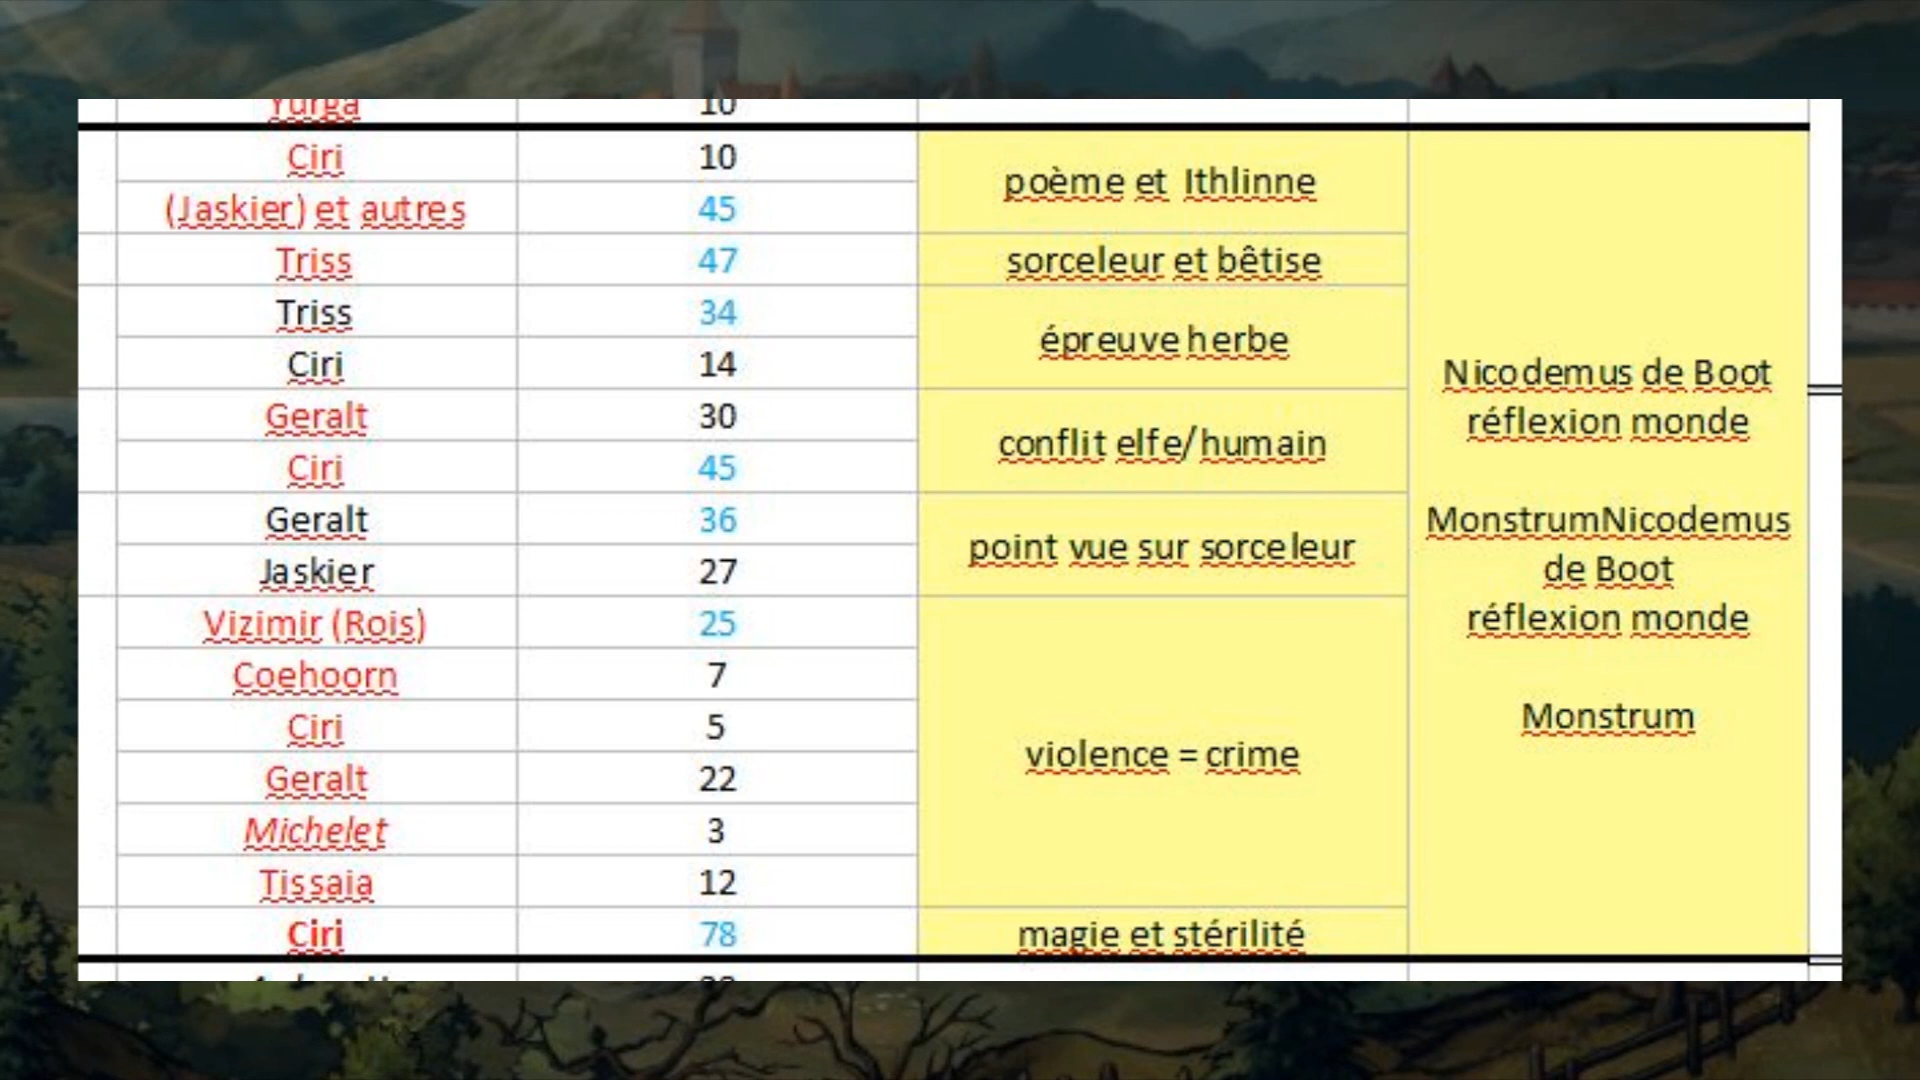 Yurga 10
Ciri 10
poème et Ithlinne
(Jaskier) et autres 45
Triss 47 sorceleur et bêtise
Triss 34
épreuve herbe
Ciri 14
Nicodemus de Boot
réflexion monde
Geralt 30
conflit elfe/humain
Ciri 45
Geralt 36
MonstrumNicodemus
de Boot
réflexion monde
point vue sur sorceleur
Jaskier 27
Vizimir (Rois) 25
Coehoorn 7
Monstrum
Ciri 5
violence = crime
Geralt 22
Michelet 3
Tissaia 12
Ciri 78 magie et stérilité